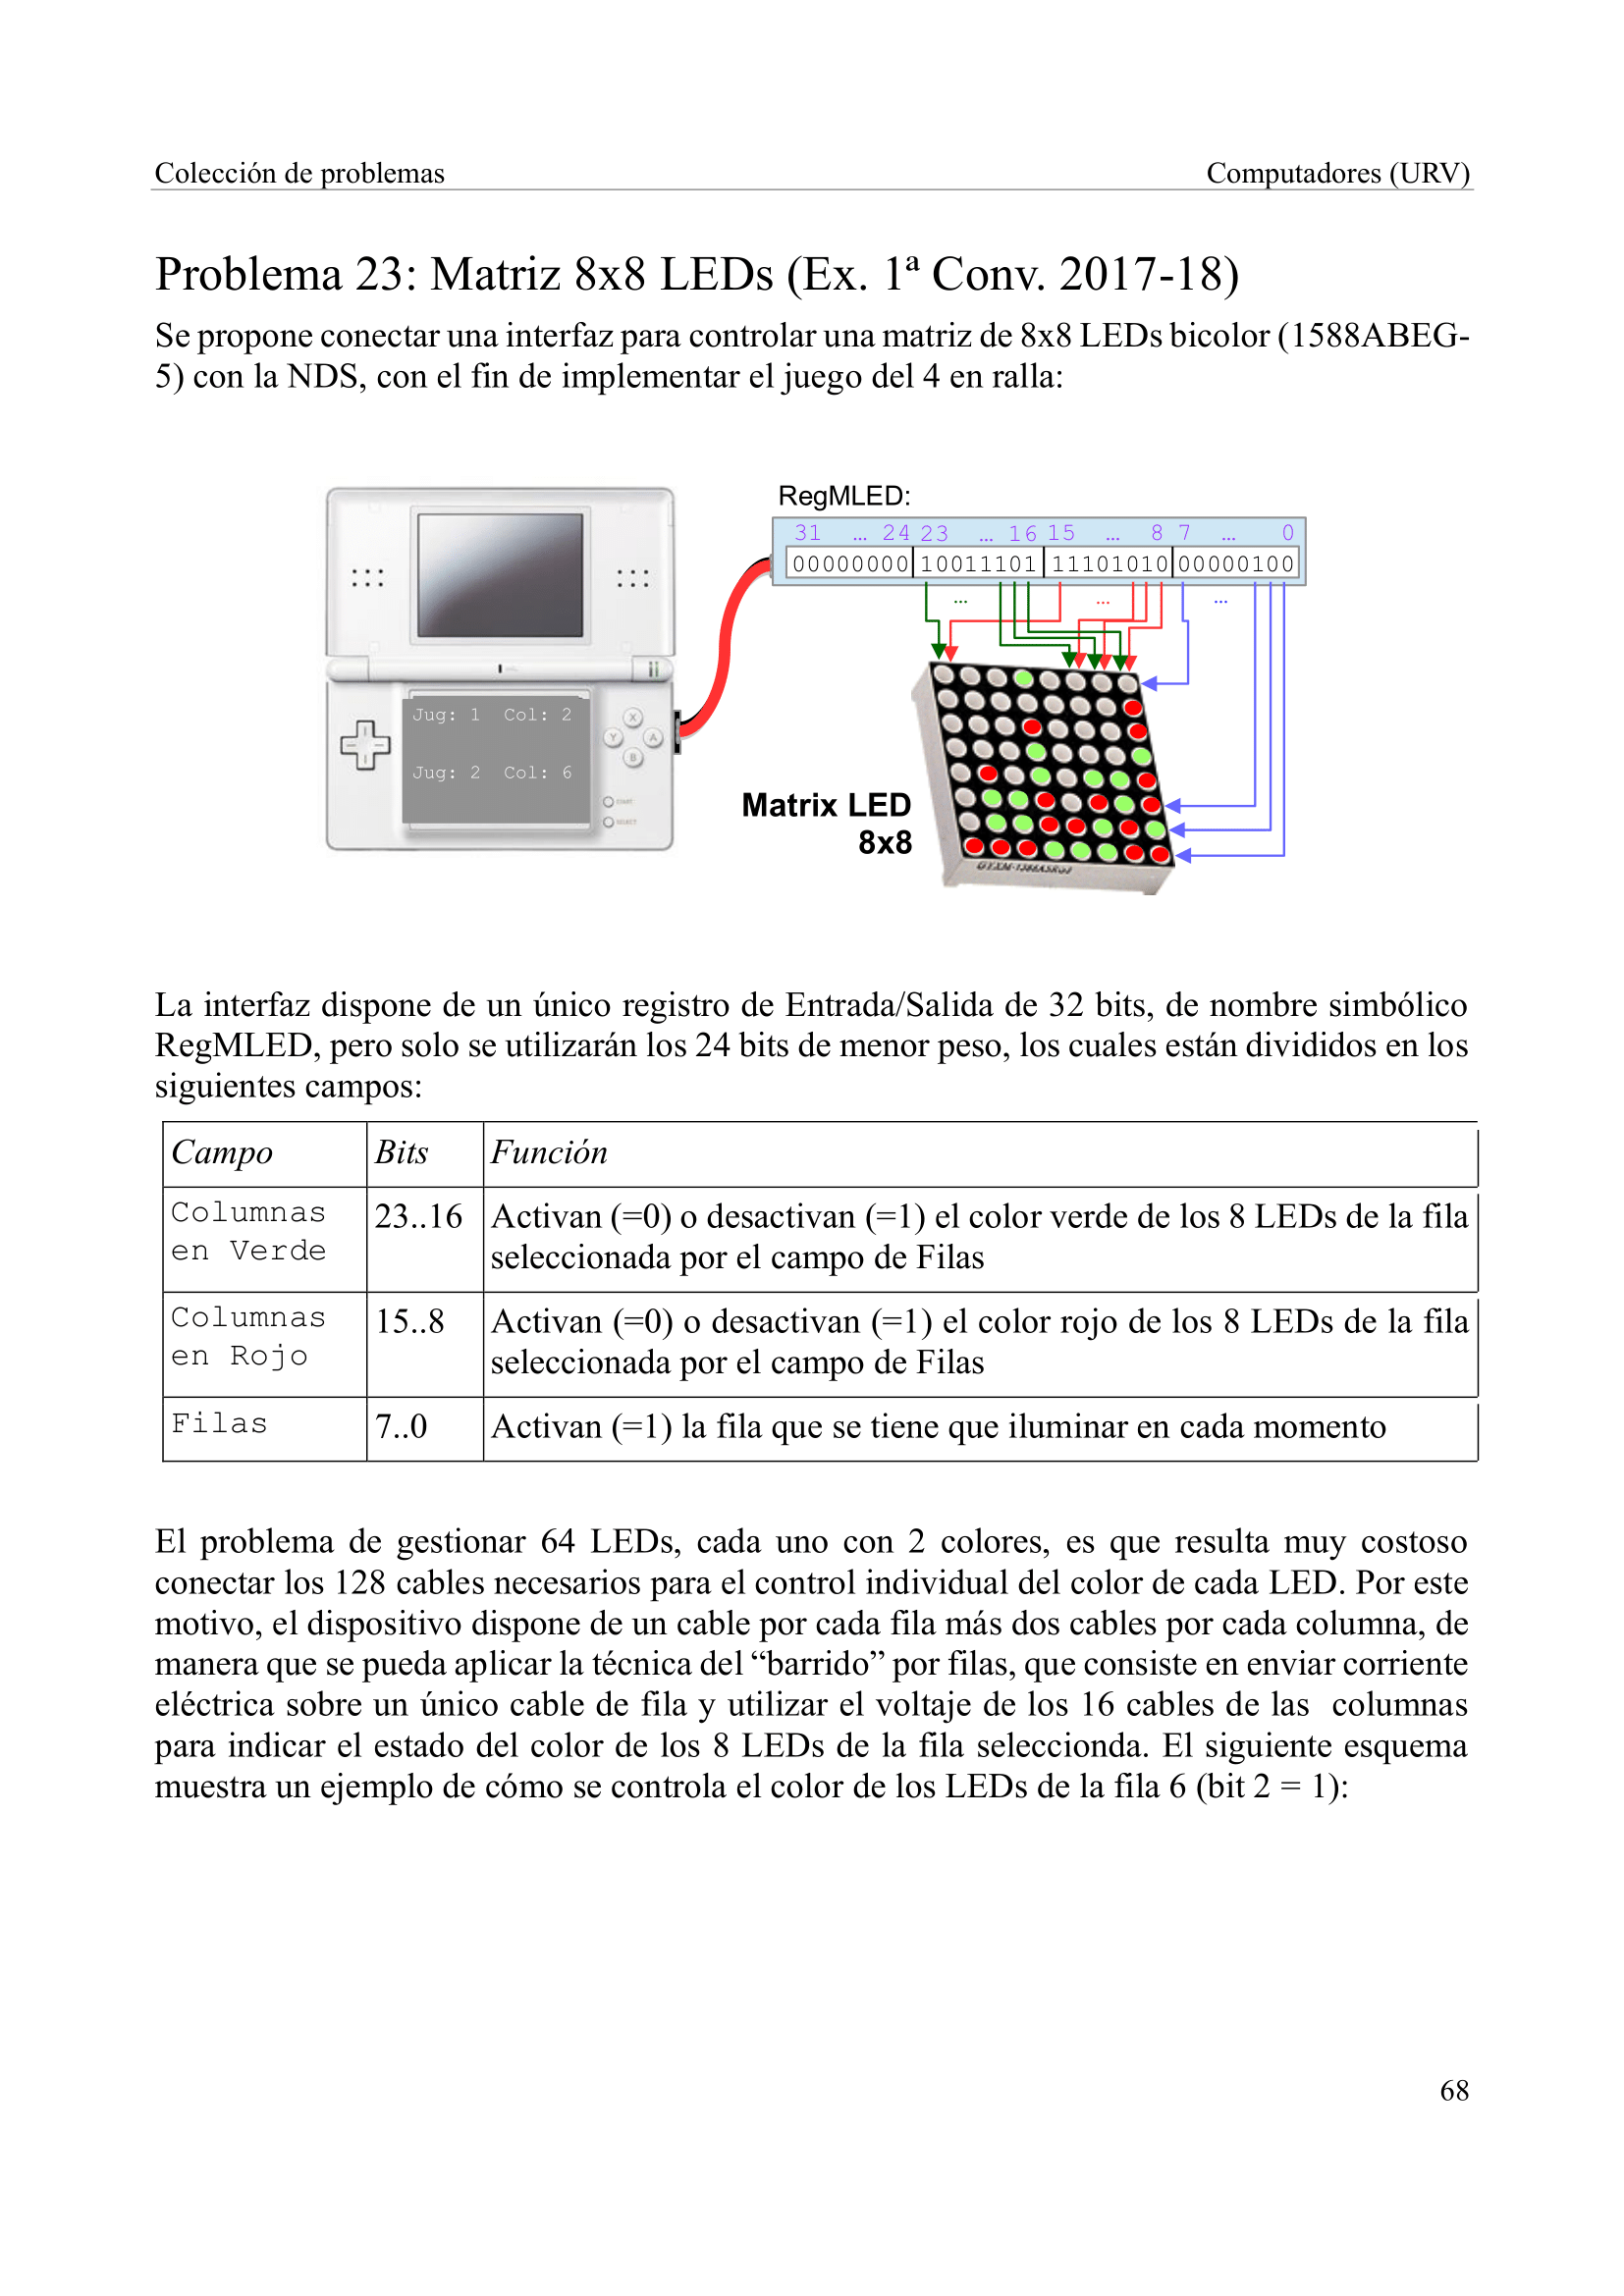 Colección de problemas Computadores (URV)
Problema 23: Matriz 8x8 LEDs (Ex. 1ª Conv. 2017-18)
Se propone conectar una interfaz para controlar una matriz de 8x8 LEDs bicolor (1588ABEG-
5) con la NDS, con el fin de implementar el juego del 4 en ralla:
RegMLED:
31 … 24 23 … 16 15 … 8 7 … 0
00000000 10011101 11101010 00000100
… … …
Jug: 1 Col: 2
Jug: 2 Col: 6
X
Y A
B
START
SELECT
Matrix LED
8x8
La interfaz dispone de un único registro de Entrada/Salida de 32 bits, de nombre simbólico
RegMLED, pero solo se utilizarán los 24 bits de menor peso, los cuales están divididos en los
siguientes campos:
Campo Bits Función
Columnas en Verde 23..16 Activan (=0) o desactivan (=1) el color verde de los 8 LEDs de la fila
seleccionada por el campo de Filas
Columnas en Rojo 15..8 Activan (=0) o desactivan (=1) el color rojo de los 8 LEDs de la fila
seleccionada por el campo de Filas
Filas 7..0 Activan (=1) la fila que se tiene que iluminar en cada momento
El problema de gestionar 64 LEDs, cada uno con 2 colores, es que resulta muy costoso
conectar los 128 cables necesarios para el control individual del color de cada LED. Por este
motivo, el dispositivo dispone de un cable por cada fila más dos cables por cada columna, de
manera que se pueda aplicar la técnica del “barrido” por filas, que consiste en enviar corriente
eléctrica sobre un único cable de fila y utilizar el voltaje de los 16 cables de las columnas
para indicar el estado del color de los 8 LEDs de la fila seleccionda. El siguiente esquema
muestra un ejemplo de cómo se controla el color de los LEDs de la fila 6 (bit 2 = 1):
68